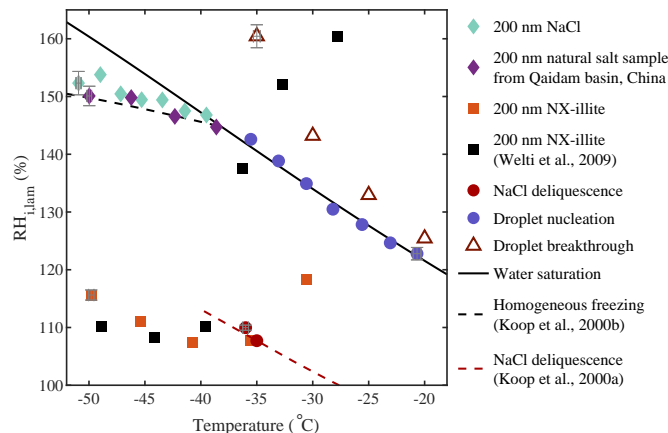 160
150
140
130
120
110
100
RH i,lam (%)
-50
-45
-40
-35
-30
-25
-20
Temperature (°C)
200 nm NaCl
200 nm natural salt sample
from Qaidam basin, China
200 nm NX-illite
200 nm NX-illite
(Welti et al., 2009)
NaCl deliquescence
Droplet nucleation
Droplet breakthrough
Water saturation
Homogeneous freezing
(Koop et al., 2000b)
NaCl deliquescence
(Koop et al., 2000a)